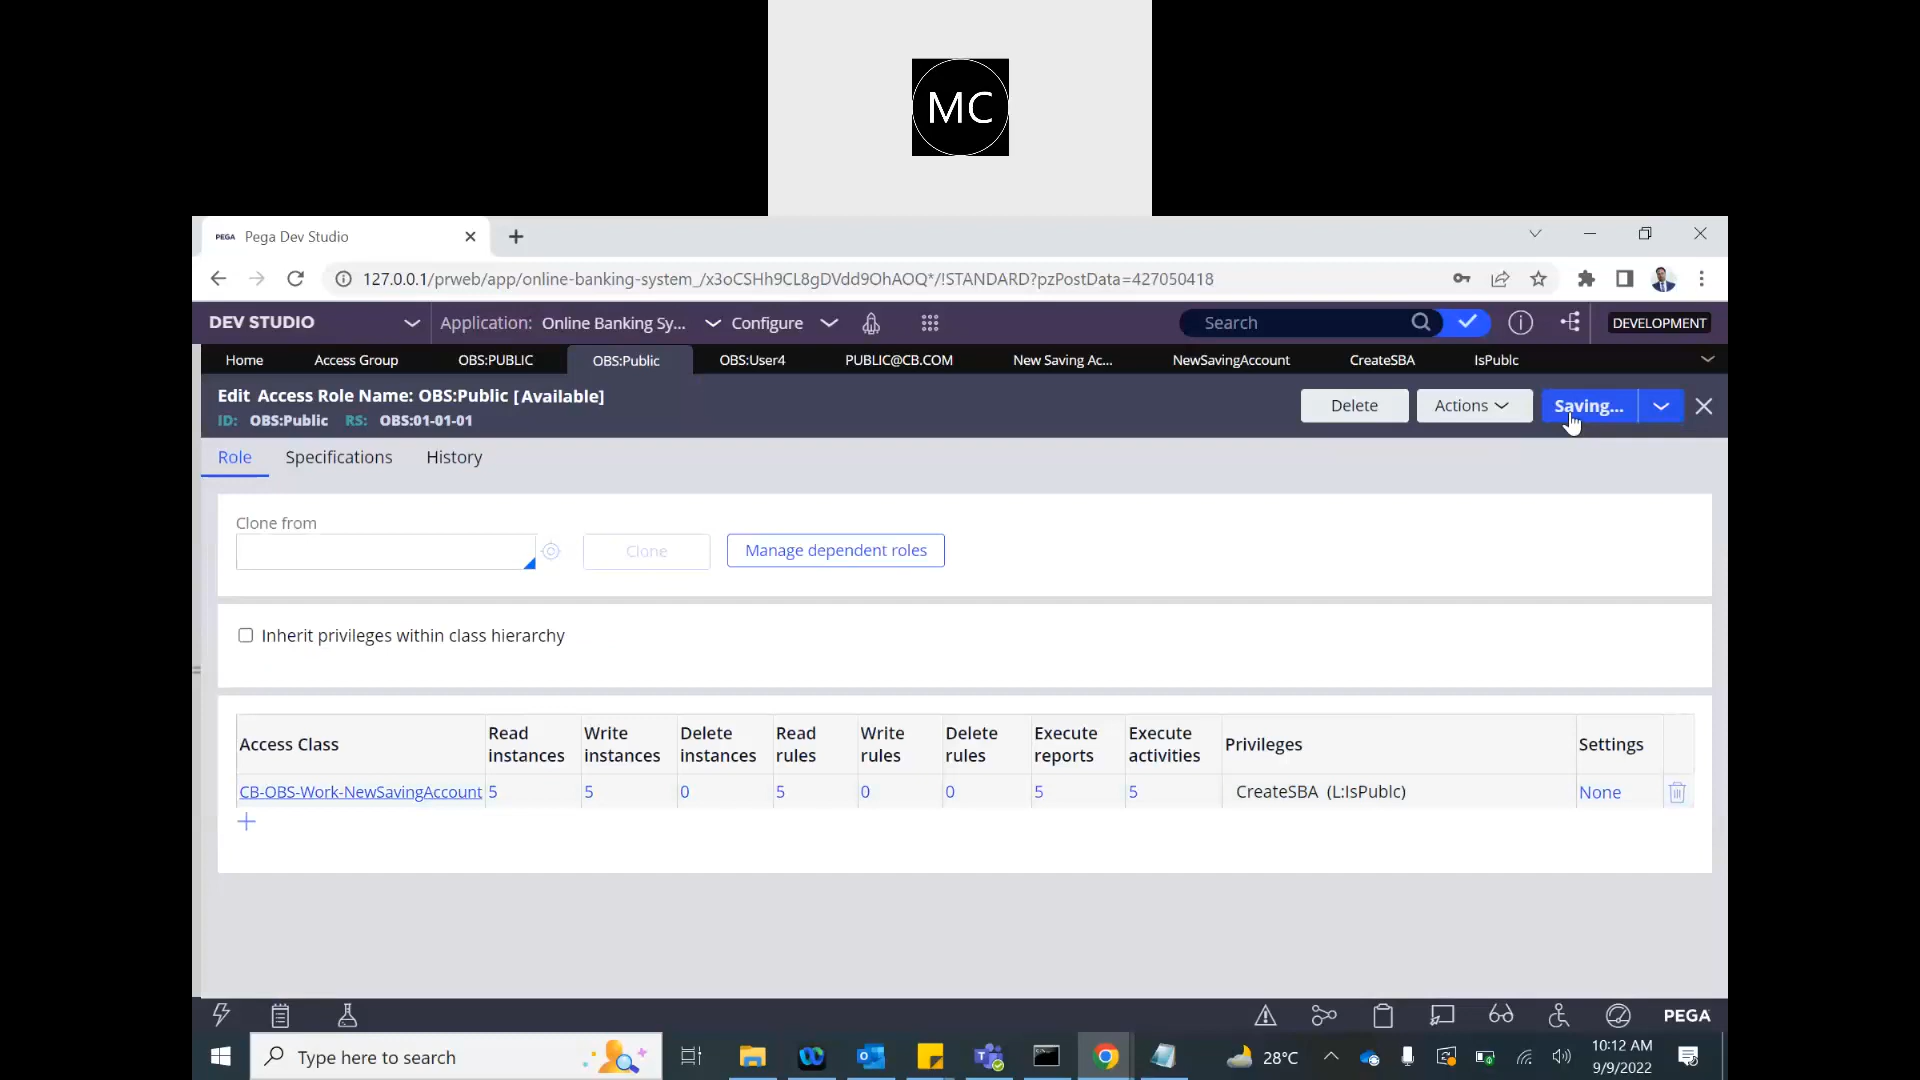 MC
PEGA Pega Dev Studio
127.0.0.1/prweb/app/online-banking-system_/x3oCSHh9CL8gDVdd9OhAOQ*/!STANDARD?pzPostData=427050418
DEV STUDIO Application: Online Banking Sy... Configure Search DEVELOPMENT
Home Access Group OBS:PUBLIC OBS:Public OBS:User4 PUBLIC@CB.COM New Saving Ac... NewSavingAccount CreateSBA IsPublc
Edit Access Role Name: OBS:Public [Available] Delete Actions Saving...
ID: OBS:Public RS: OBS:01-01-01
Role Specifications History
Clone from
Clone Manage dependent roles
Inherit privileges within class hierarchy
Access Class Read instances Write instances Delete instances Read rules Write rules Delete rules Execute reports Execute activities Privileges Settings
CB-OBS-Work-NewSavingAccount 5 5 0 5 0 0 5 5 CreateSBA (L:IsPublc) None
PEGA
Type here to search 28°C 10:12 AM
9/9/2022